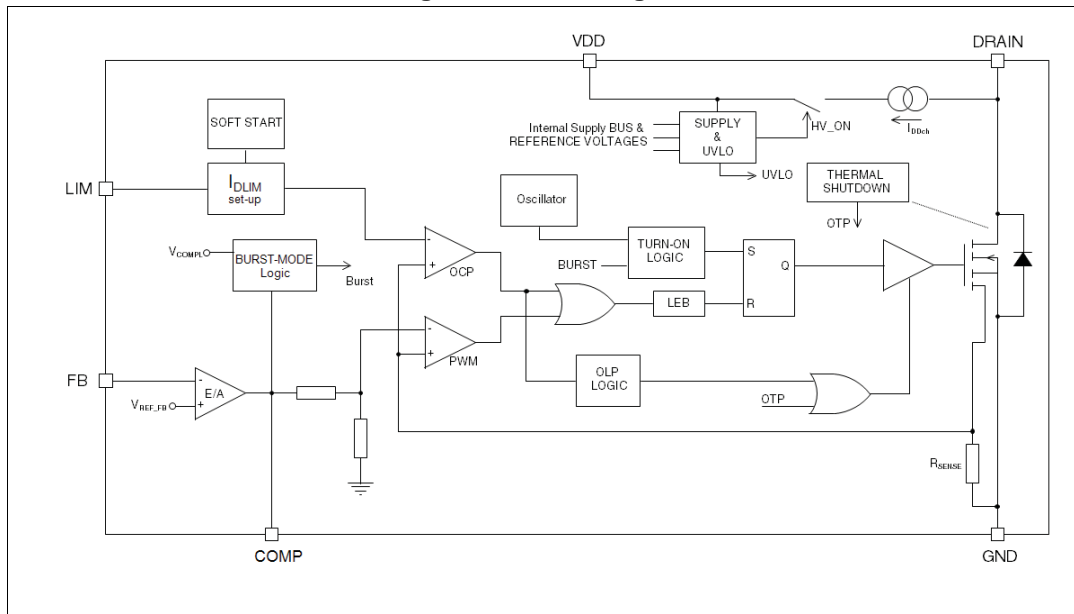 VDD
DRAIN
SOFT START
SUPPLY
&
UVLO
Internal Supply BUS &
REFERENCE VOLTAGES
HV_ON
IDDch
UVLO
THERMAL
SHUTDOWN
OTP
LIM
IDLIM
set-up
Oscillator
VCOMPL
BURST-MODE
Logic
Burst
-
+
OCP
TURN-ON
LOGIC
BURST
S
R
Q
LEB
-
+
PWM
FB
-
+
E/A
VREF_FB
OLP
LOGIC
OTP
RSENSE
COMP
GND